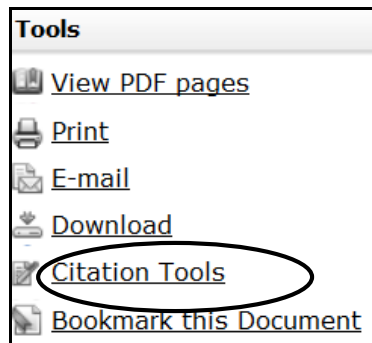 Tools
View PDF pages
Print
E-mail
Download
Citation Tools
Bookmark this Document